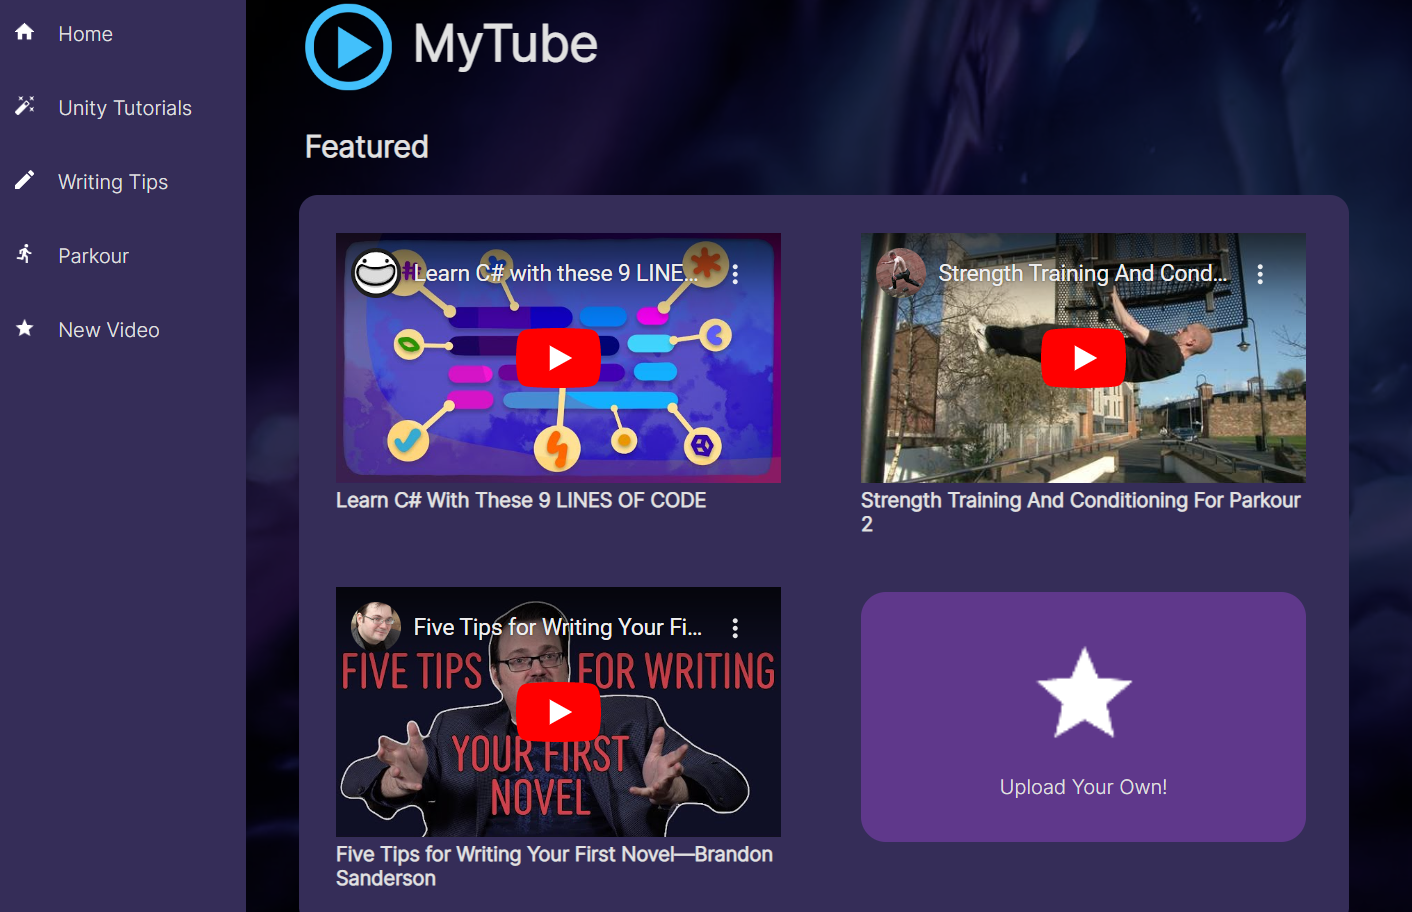 Home
Unity Tutorials
Writing Tips
Parkour
New Video
MyTube
Featured
Learn C# with these 9 LINE...
Learn C# With These 9 LINES OF CODE
Strength Training And Cond...
Strength Training And Conditioning For Parkour
2
Five Tips for Writing Your Fi...
FIVE TIPS FOR WRITING
YOUR FIRST
NOVEL
Five Tips for Writing Your First Novel—Brandon
Sanderson
Upload Your Own!